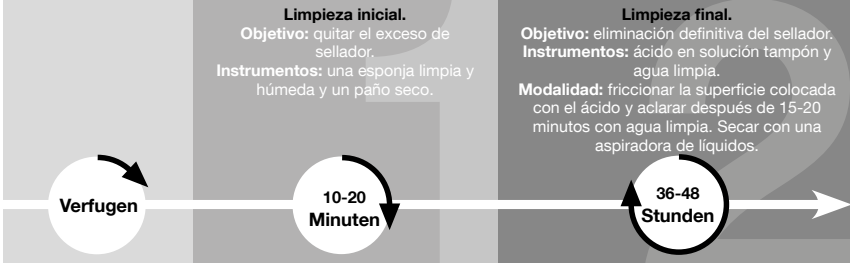 Limpieza inicial.
Objetivo: quitar el exceso de
sellador.
Instrumentos: una esponja limpia y
húmeda y un paño seco.
Limpieza final.
Objetivo: eliminación definitiva del sellador.
Instrumentos: ácido en solución tampón y
agua limpia.
Modalidad: friccionar la superficie colocada
con el ácido y aclarar después de 15-20
minutos con agua limpia. Secar con una
aspiradora de líquidos.
1
2
Verfugen
10-20
Minuten
36-48
Stunden